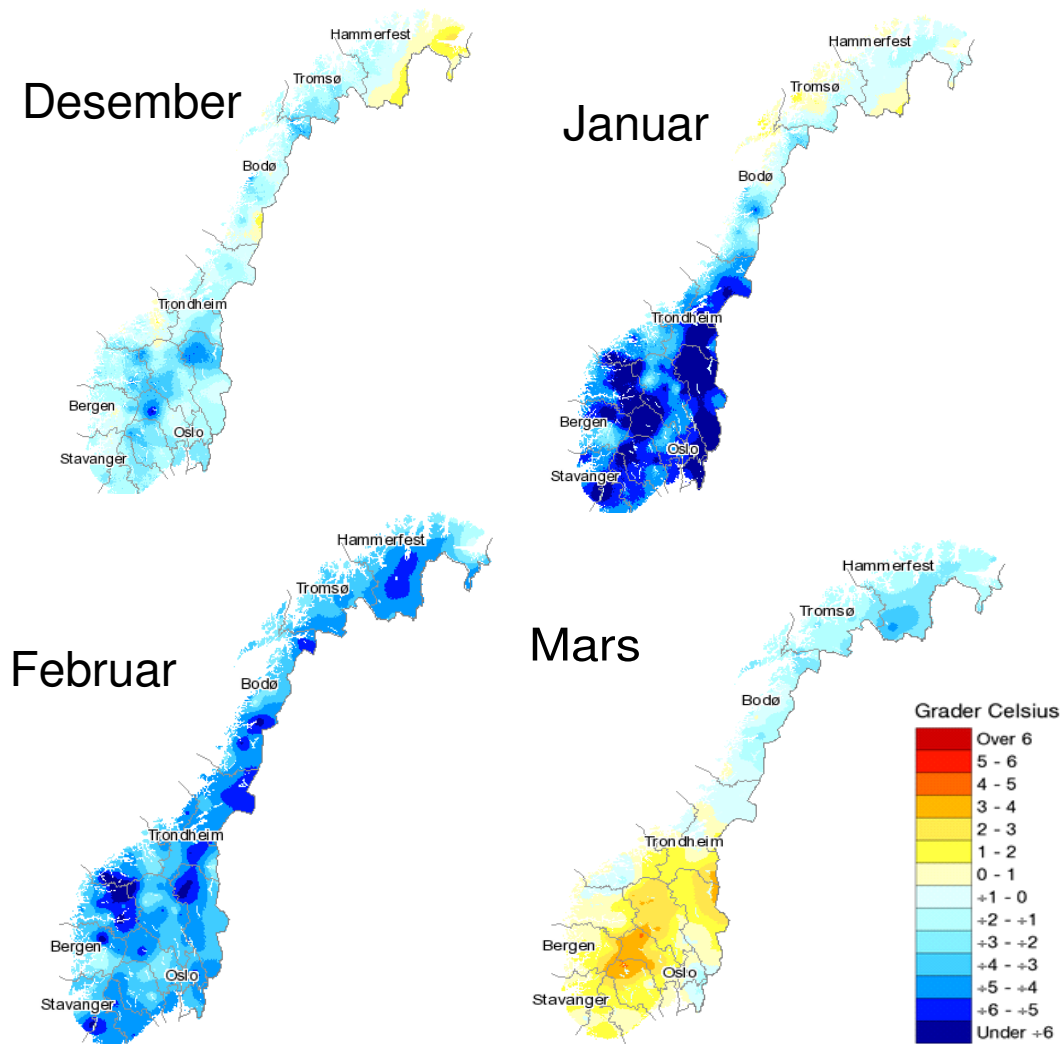 Desember
Hammerfest
Tromsø
Bodø
Trondheim
Bergen
Oslo
Stavanger
Januar
Hammerfest
Tromsø
Bodø
Trondheim
Bergen
Oslo
Stavanger
Februar
Hammerfest
Tromsø
Bodø
Trondheim
Bergen
Oslo
Stavanger
Mars
Hammerfest
Tromsø
Bodø
Trondheim
Bergen
Oslo
Stavanger
Grader Celsius
Over 6
5 - 6
4 - 5
3 - 4
2 - 3
1 - 2
0 - 1
÷1 - 0
÷2 - ÷1
÷3 - ÷2
÷4 - ÷3
÷5 - ÷4
÷6 - ÷5
Under ÷6